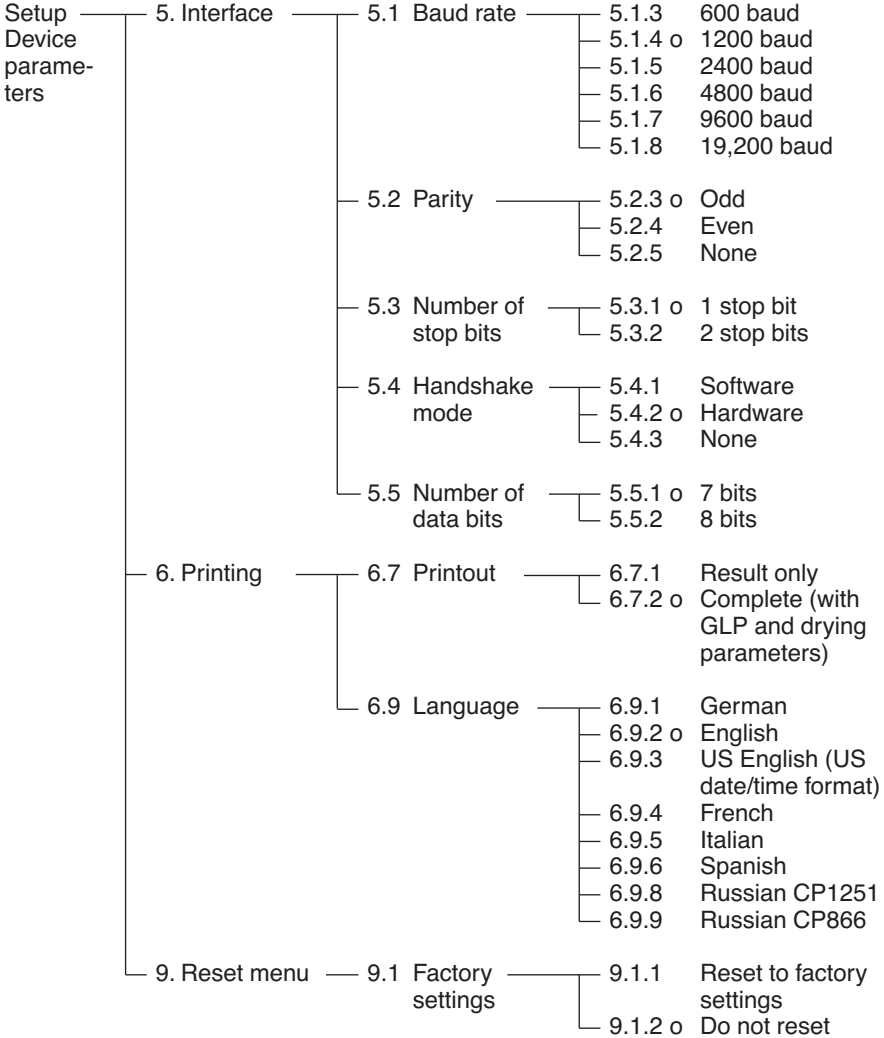 Setup 5. Interface 5.1 Baud rate 5.1.3 600 baud
Device 5.1.4 o 1200 baud
parame- 5.1.5 2400 baud
ters 5.1.6 4800 baud
5.1.7 9600 baud
5.1.8 19,200 baud
5.2 Parity 5.2.3 o Odd
5.2.4 Even
5.2.5 None
5.3 Number of 5.3.1 o 1 stop bit
stop bits 5.3.2 2 stop bits
5.4 Handshake 5.4.1 Software
mode 5.4.2 o Hardware
5.4.3 None
5.5 Number of 5.5.1 o 7 bits
data bits 5.5.2 8 bits
6. Printing 6.7 Printout 6.7.1 Result only
6.7.2 o Complete (with
GLP and drying
parameters)
6.9 Language 6.9.1 German
6.9.2 o English
6.9.3 US English (US
date/time format)
6.9.4 French
6.9.5 Italian
6.9.6 Spanish
6.9.8 Russian CP1251
6.9.9 Russian CP866
9. Reset menu 9.1 Factory 9.1.1 Reset to factory
settings settings
9.1.2 o Do not reset